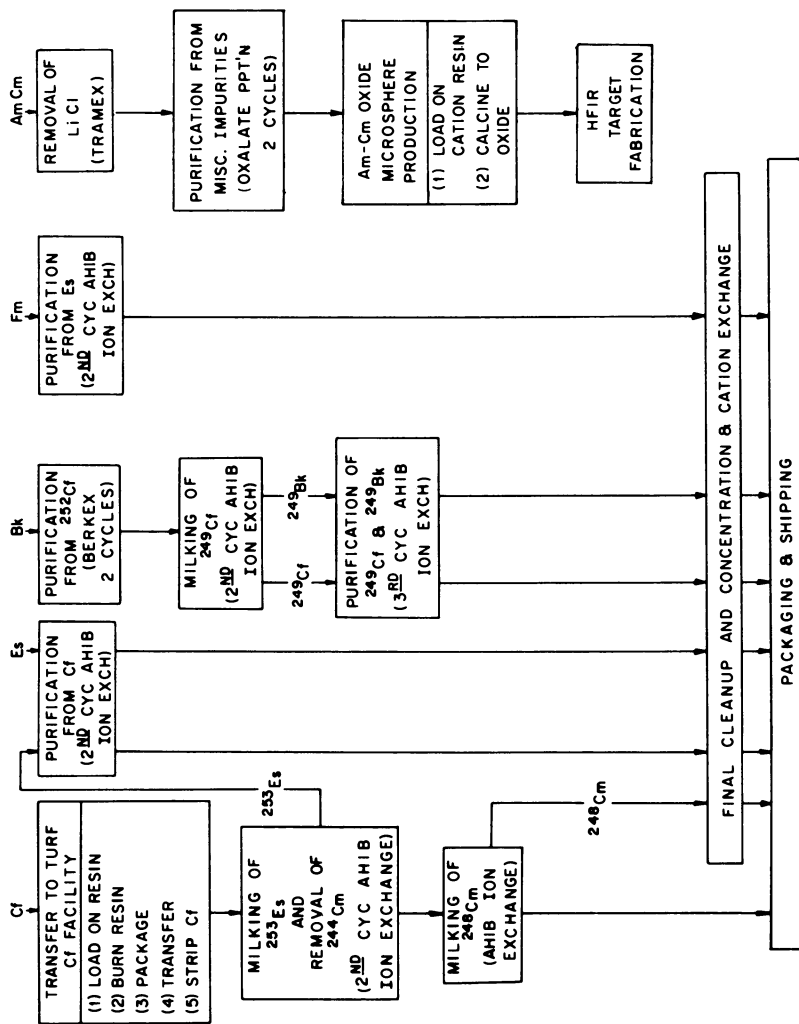 Cf
TRANSFER TO TURF
Cf FACILITY
(1) LOAD ON RESIN
(2) BURN RESIN
(3) PACKAGE
(4) TRANSFER
(5) STRIP Cf
253Es
MILKING OF
253Es
AND
REMOVAL OF
244Cm
(2ND CYC AHIB
ION EXCHANGE)
MILKING OF
248Cm
(AHIB ION
EXCHANGE)
248Cm
Es
PURIFICATION
FROM Cf
(2ND CYC AHIB
ION EXCH)
Bk
PURIFICATION
FROM 252Cf
(BERKEX
2 CYCLES)
MILKING OF
249Cf
(2ND CYC AHIB
ION EXCH)
249Cf
249Bk
PURIFICATION OF
249Cf & 249Bk
(3RD CYC AHIB
ION EXCH)
Fm
PURIFICATION
FROM Es
(2ND CYC AHIB
ION EXCH)
Am Cm
REMOVAL OF
Li Cl
(TRAMEX)
PURIFICATION FROM
MISC. IMPURITIES
(OXALATE PPT'N
2 CYCLES)
Am-Cm OXIDE
MICROSPHERE
PRODUCTION
(1) LOAD ON
CATION RESIN
(2) CALCINE TO
OXIDE
HFIR
TARGET
FABRICATION
FINAL CLEANUP AND CONCENTRATION & CATION EXCHANGE
PACKAGING & SHIPPING